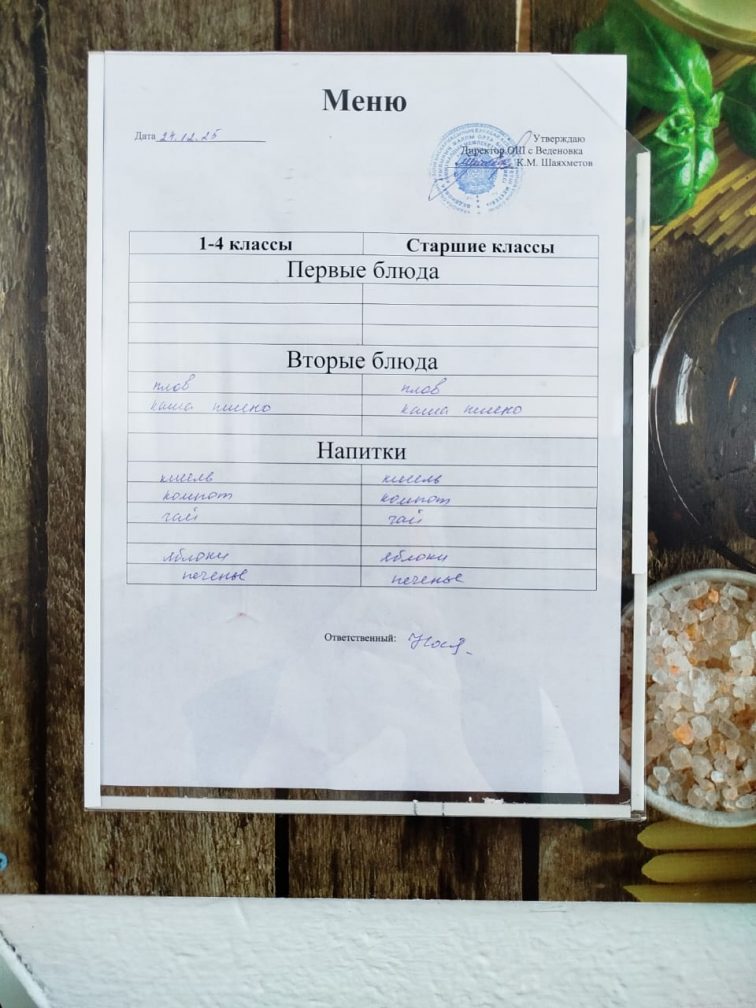 Меню
Дата 24.12.25
Утверждаю
Директор ОШ с Веденовка
К.М. Шаяхметов
1-4 классы Старшие классы
Первые блюда
Вторые блюда
плов плов
каша пшено каша пшено
Напитки
кисель кисель
компот компот
чай чай
яблоки яблоки
печенье печенье
Ответственный: